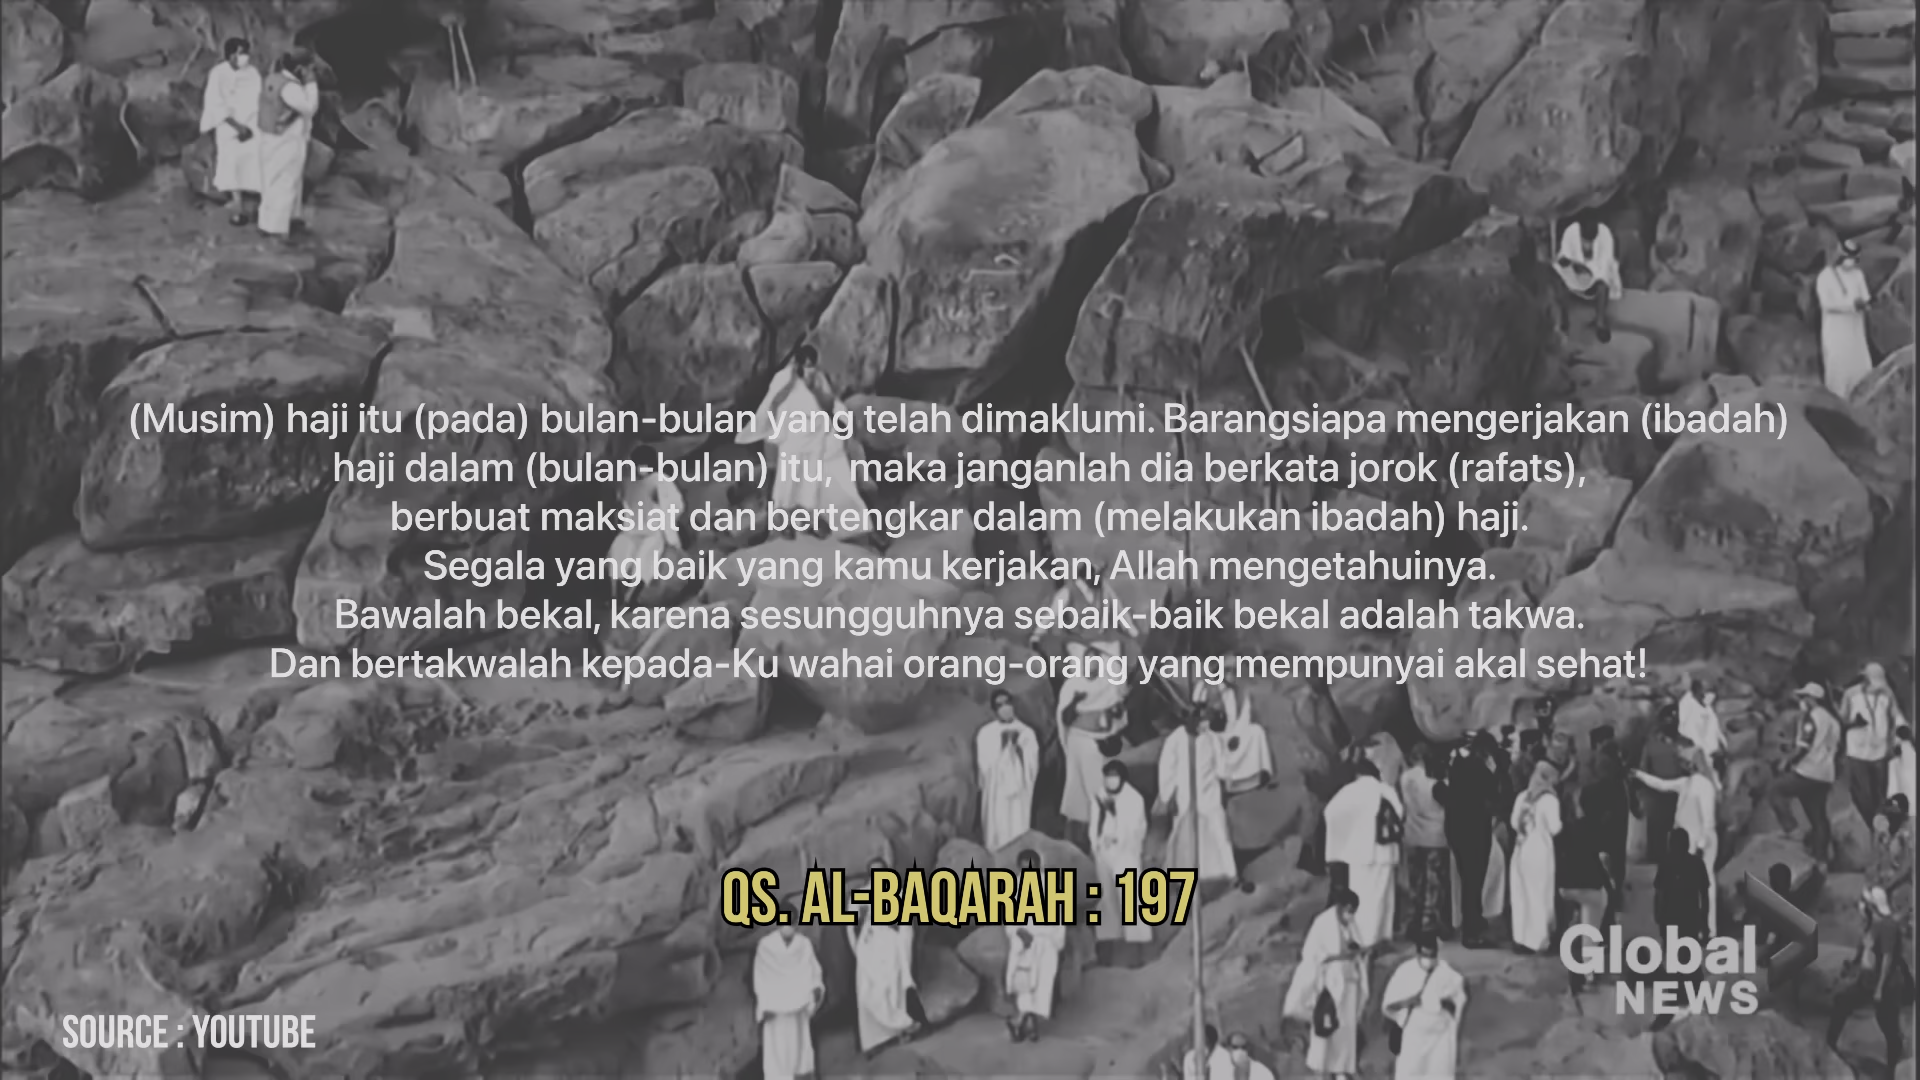 (Musim) haji itu (pada) bulan-bulan yang telah dimaklumi. Barangsiapa mengerjakan (ibadah)
haji dalam (bulan-bulan) itu, maka janganlah dia berkata jorok (rafats),
berbuat maksiat dan bertengkar dalam (melakukan ibadah) haji.
Segala yang baik yang kamu kerjakan, Allah mengetahuinya.
Bawalah bekal, karena sesungguhnya sebaik-baik bekal adalah takwa.
Dan bertakwalah kepada-Ku wahai orang-orang yang mempunyai akal sehat!
QS. AL-BAQARAH : 197
Global
NEWS
SOURCE : YOUTUBE